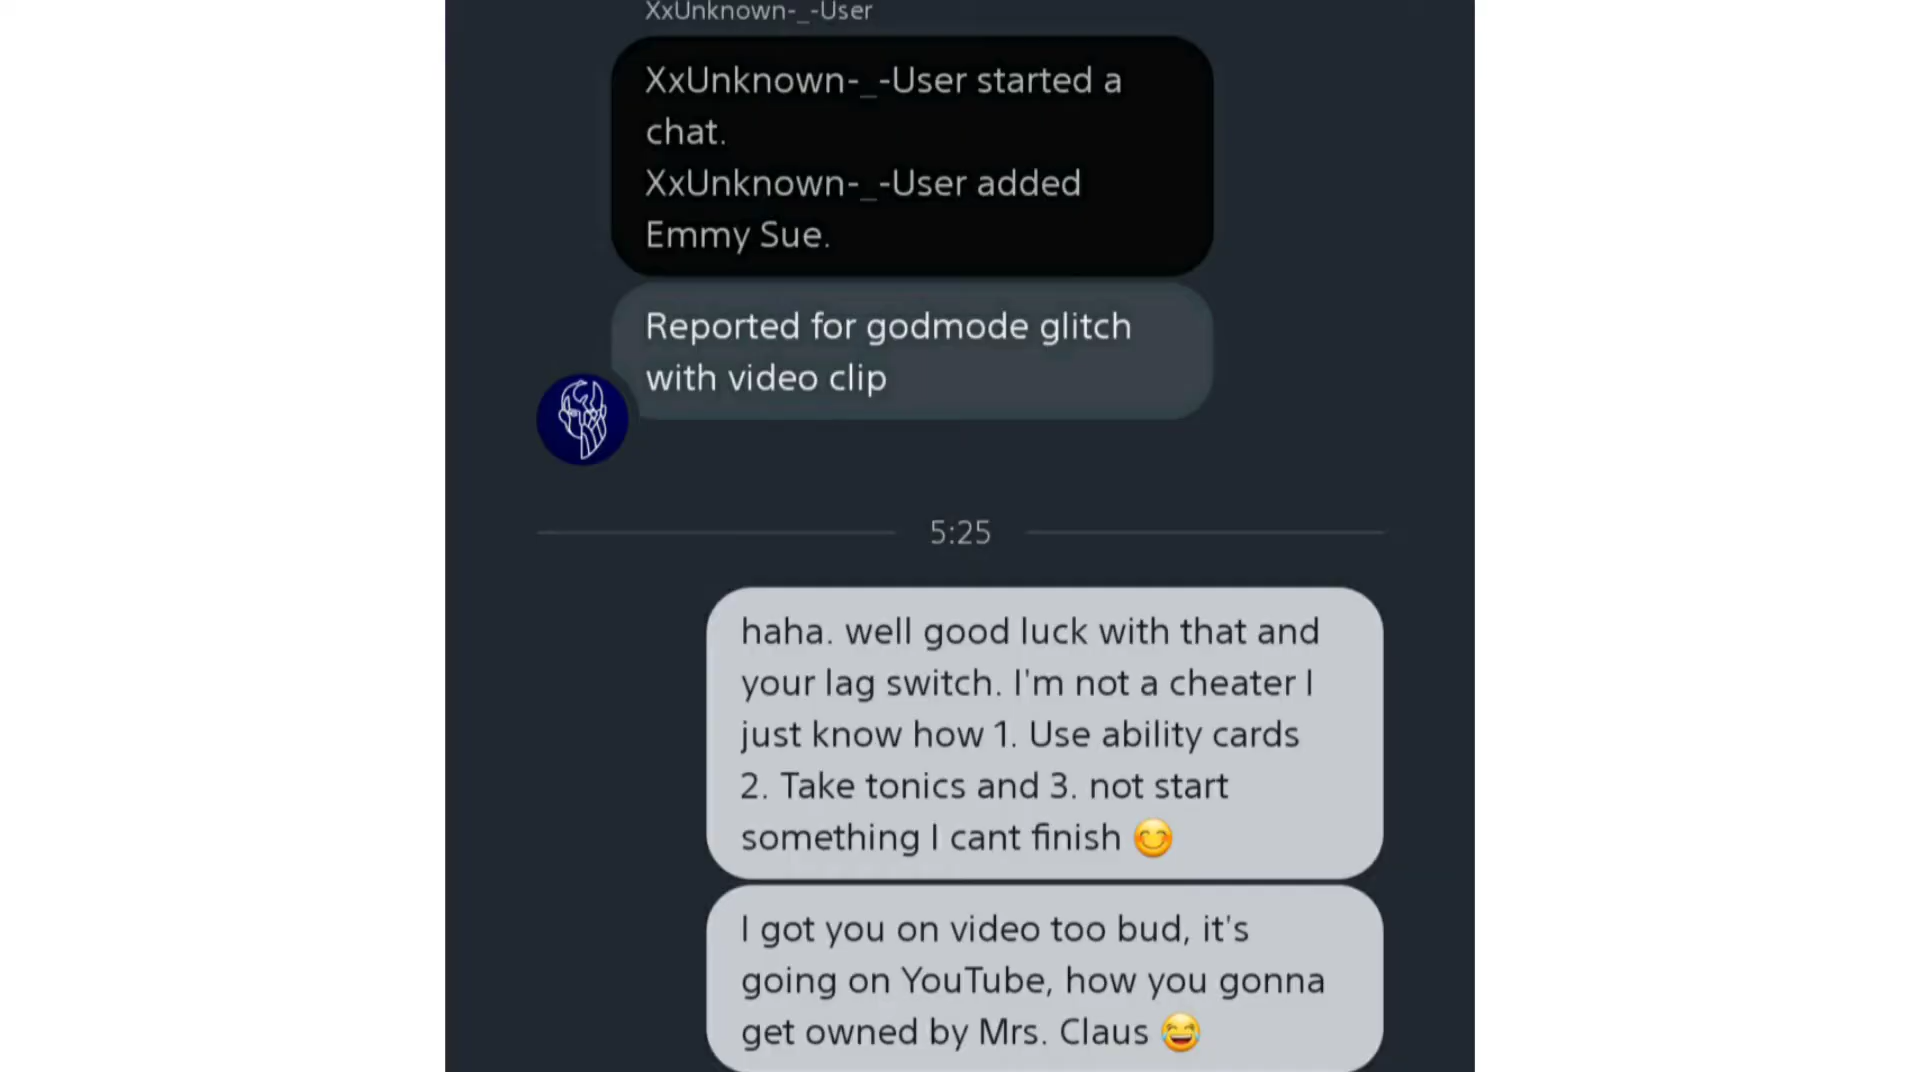 XxUnknown-_-User
XxUnknown-_-User started a
chat.
XxUnknown-_-User added
Emmy Sue.
Reported for godmode glitch
with video clip
5:25
haha. well good luck with that and
your lag switch. I'm not a cheater I
just know how 1. Use ability cards
2. Take tonics and 3. not start
something I cant finish 😊
I got you on video too bud, it's
going on YouTube, how you gonna
get owned by Mrs. Claus 😂